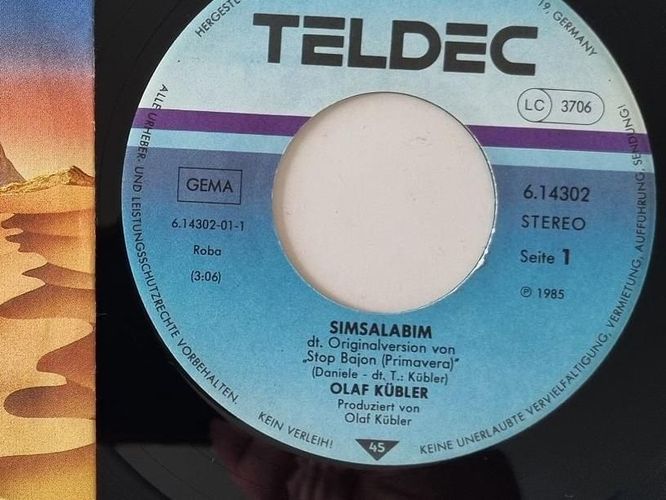 HERGESTE
19, GERMANY
TELDEC
LC 3706
GEMA
6.14302-01-1
Roba
(3:06)
6.14302
STEREO
Seite 1
℗ 1985
SIMSALABIM
dt. Originalversion von
„Stop Bajon (Primavera)"
(Daniele - dt. T.: Kübler)
OLAF KÜBLER
Produziert von
Olaf Kübler
45
ALLE URHEBER- UND LEISTUNGSSCHUTZRECHTE VORBEHALTEN.
KEIN VERLEIH! KEINE UNERLAUBTE VERVIELFÄLTIGUNG, VERMIETUNG, AUFFÜHRUNG, SENDUNG!